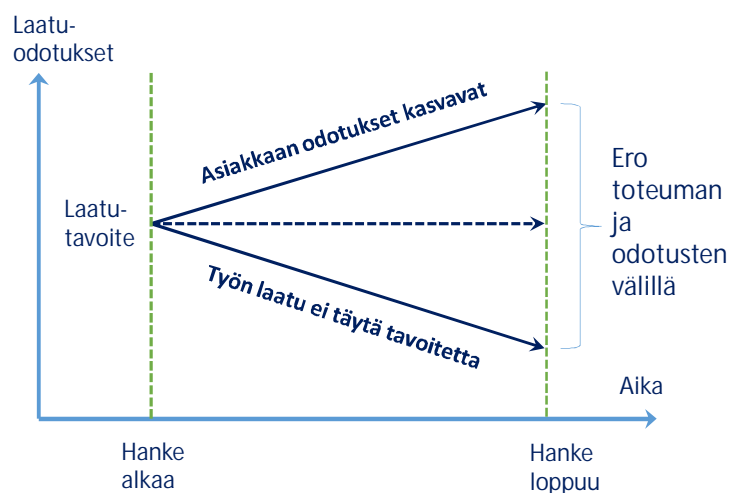 Laatu-
odotukset
Asiakkaan odotukset kasvavat
Laatu-
tavoite
Ero
toteuman
ja
odotusten
välillä
Työn laatu ei täytä tavoitetta
Aika
Hanke
alkaa
Hanke
loppuu